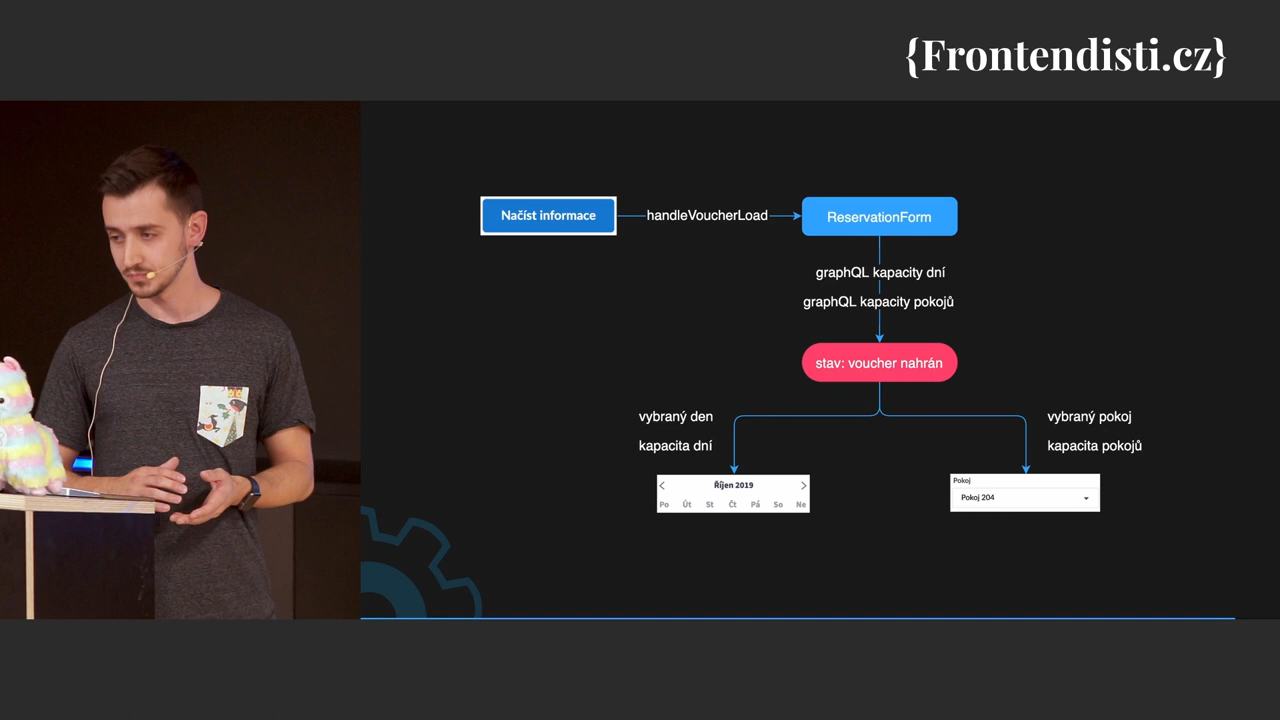 {Frontendisti.cz}
Načíst informace
handleVoucherLoad
ReservationForm
graphQL kapacity dní
graphQL kapacity pokojů
stav: voucher nahrán
vybraný den
kapacita dní
vybraný pokoj
kapacita pokojů
Říjen 2019
Po Út St Čt Pá So Ne
Pokoj
Pokoj 204